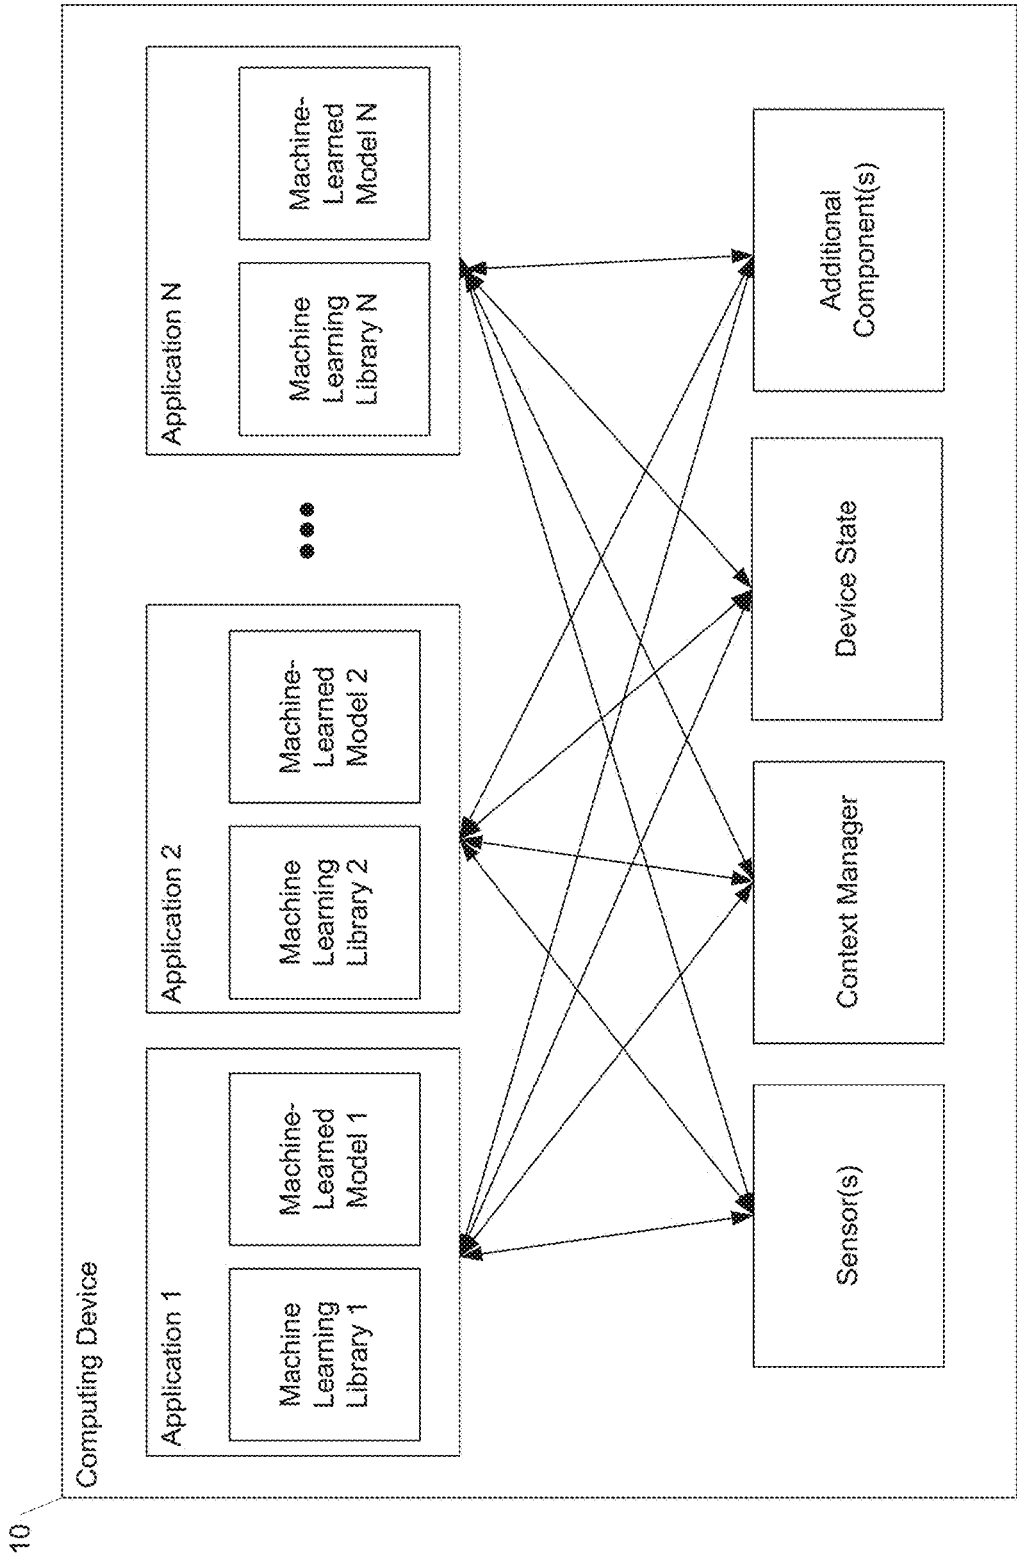 10
Computing Device
Application 1
Machine
Learning
Library 1
Machine-
Learned
Model 1
Application 2
Machine
Learning
Library 2
Machine-
Learned
Model 2
Application N
Machine
Learning
Library N
Machine-
Learned
Model N
Sensor(s)
Context Manager
Device State
Additional
Component(s)